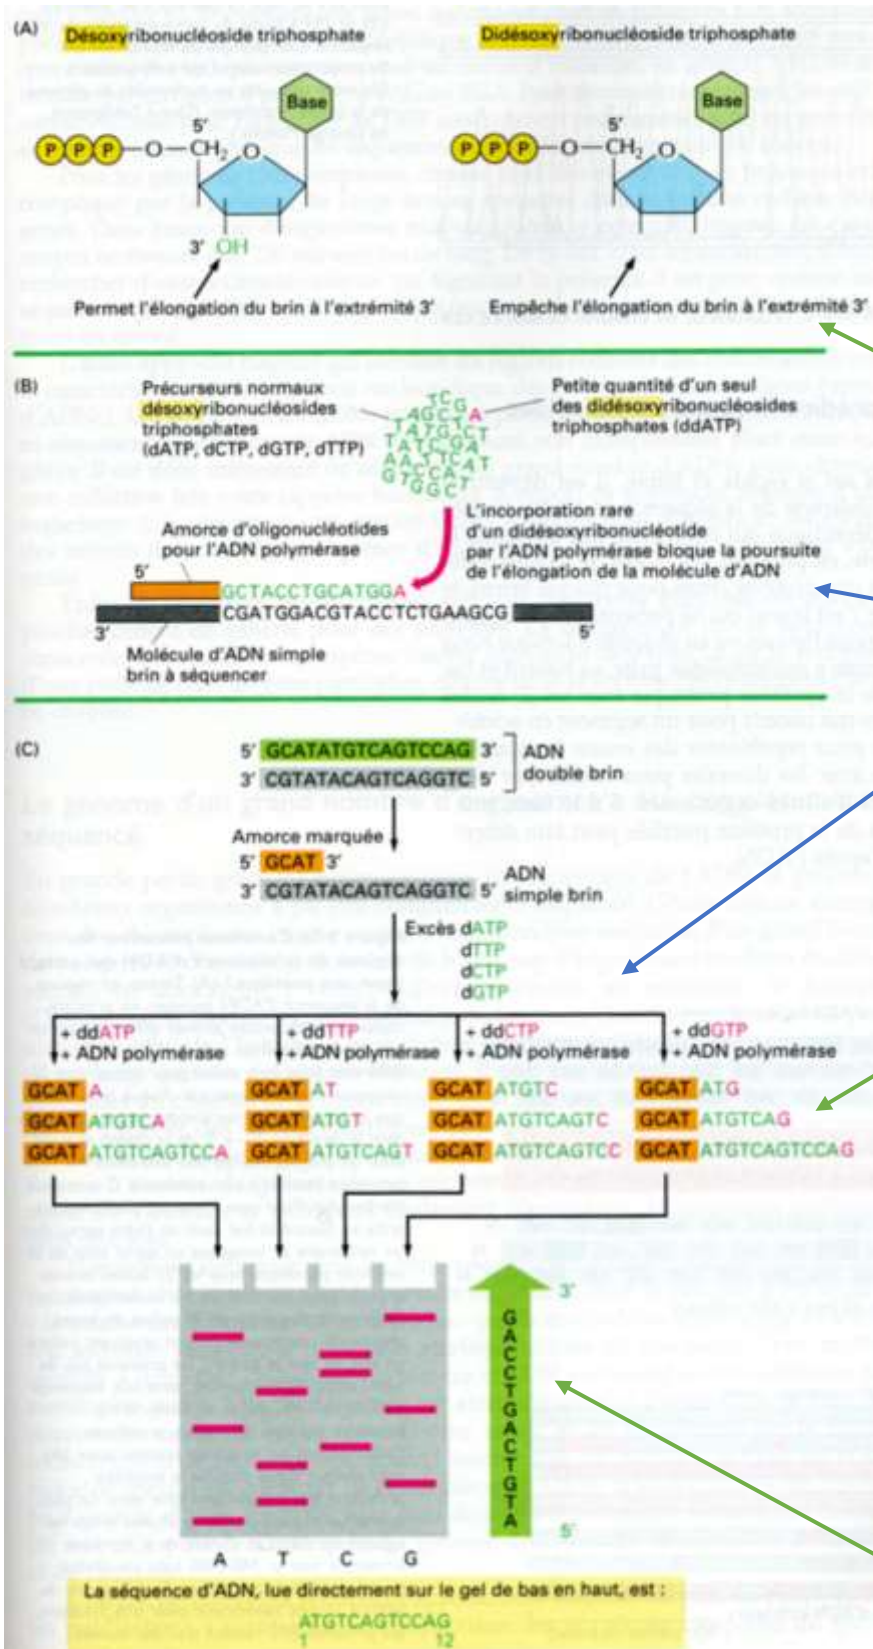 (A)
Désoxyribonucléoside triphosphate
Didésoxyribonucléoside triphosphate
Base
5′
P P P – O – CH2 O
3′ OH
Permet l'élongation du brin à l'extrémité 3′
Base
5′
P P P – O – CH2 O
Empêche l'élongation du brin à l'extrémité 3′
(B)
Précurseurs normaux
désoxyribonucléosides
triphosphates
(dATP, dCTP, dGTP, dTTP)
Petite quantité d'un seul
des didésoxyribonucléosides
triphosphates (ddATP)
L'incorporation rare
d'un didésoxyribonucléotide
par l'ADN polymérase bloque la poursuite
de l'élongation de la molécule d'ADN
Amorce d'oligonucléotides
pour l'ADN polymérase
5′
GCTACCTGCATGGA
CGATGGACGTACCTCTGAAGCG
3′ 5′
Molécule d'ADN simple
brin à séquencer
(C)
5′ GCATATGTCAGTCCAG 3′
3′ CGTATACAGTCAGGTC 5′
ADN
double brin
Amorce marquée
5′ GCAT 3′
3′ CGTATACAGTCAGGTC 5′
ADN
simple brin
Excès dATP
dTTP
dCTP
dGTP
+ ddATP
+ ADN polymérase
+ ddTTP
+ ADN polymérase
+ ddCTP
+ ADN polymérase
+ ddGTP
+ ADN polymérase
GCAT A
GCAT ATGTCA
GCAT ATGTCAGTCCA
GCAT AT
GCAT ATGT
GCAT ATGTCAGT
GCAT ATGTC
GCAT ATGTCAGTC
GCAT ATGTCAGTCC
GCAT ATG
GCAT ATGTCAG
GCAT ATGTCAGTCCAG
3′
GACCTGACTGTA
5′
A T C G
La séquence d'ADN, lue directement sur le gel de bas en haut, est :
ATGTCAGTCCAG
1 12